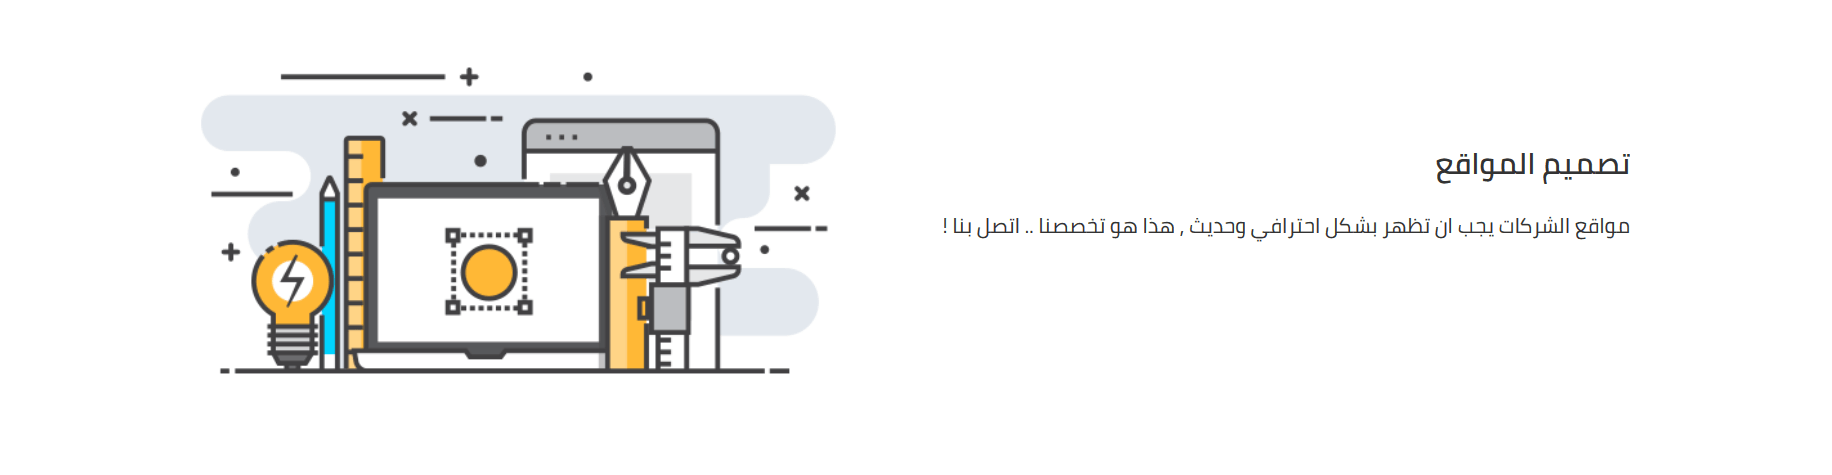 تصميم المواقع
مواقع الشركات يجب ان تظهر بشكل احترافي وحديث , هذا هو تخصصنا .. اتصل بنا !